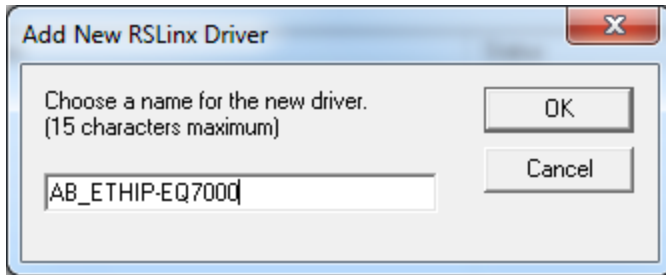 Add New RSLinx Driver
Choose a name for the new driver.
(15 characters maximum)
OK
Cancel
AB_ETHIP-EQ7000